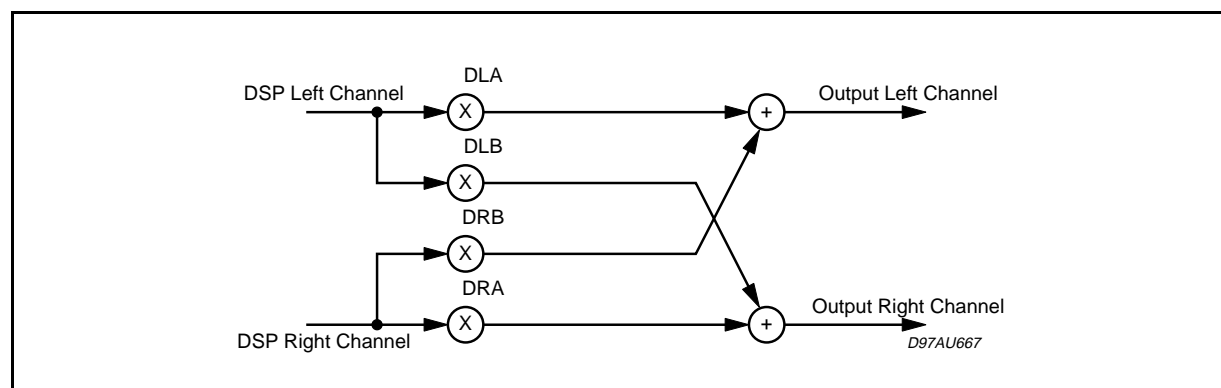 DLA
DSP Left Channel
X
+
Output Left Channel
DLB
X
DRB
X
DRA
DSP Right Channel
X
+
Output Right Channel
D97AU667